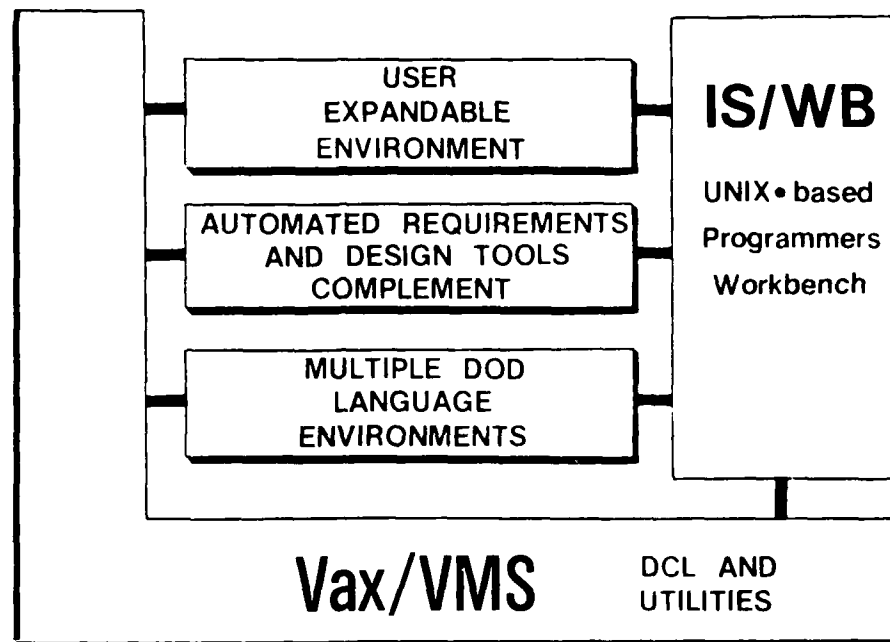 USER
EXPANDABLE
ENVIRONMENT
AUTOMATED REQUIREMENTS
AND DESIGN TOOLS
COMPLEMENT
MULTIPLE DOD
LANGUAGE
ENVIRONMENTS
IS/WB
UNIX• based
Programmers
Workbench
Vax/VMS
DCL AND
UTILITIES